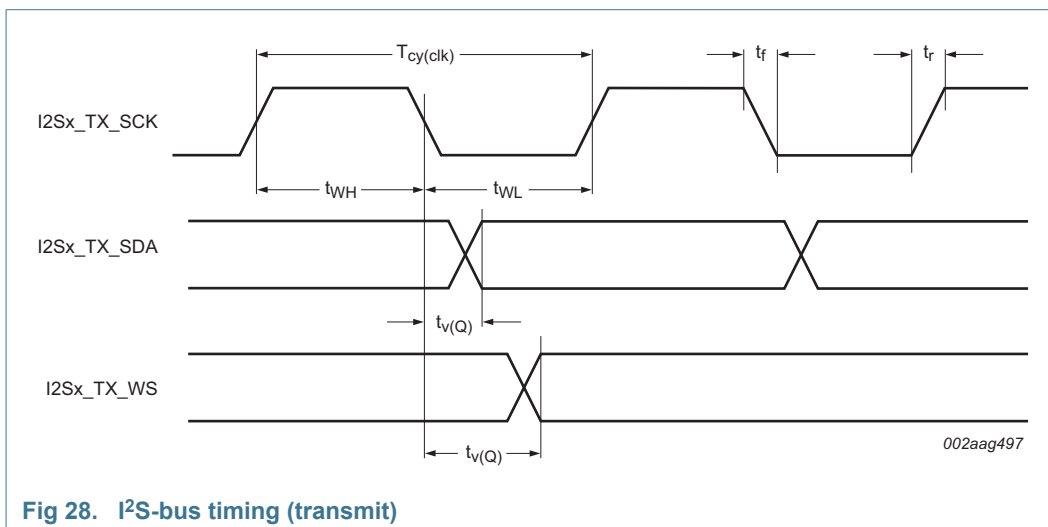 T_cy(clk)
t_f
t_r
I2Sx_TX_SCK
t_WH
t_WL
I2Sx_TX_SDA
t_v(Q)
I2Sx_TX_WS
t_v(Q)
002aag497
Fig 28. I²S-bus timing (transmit)